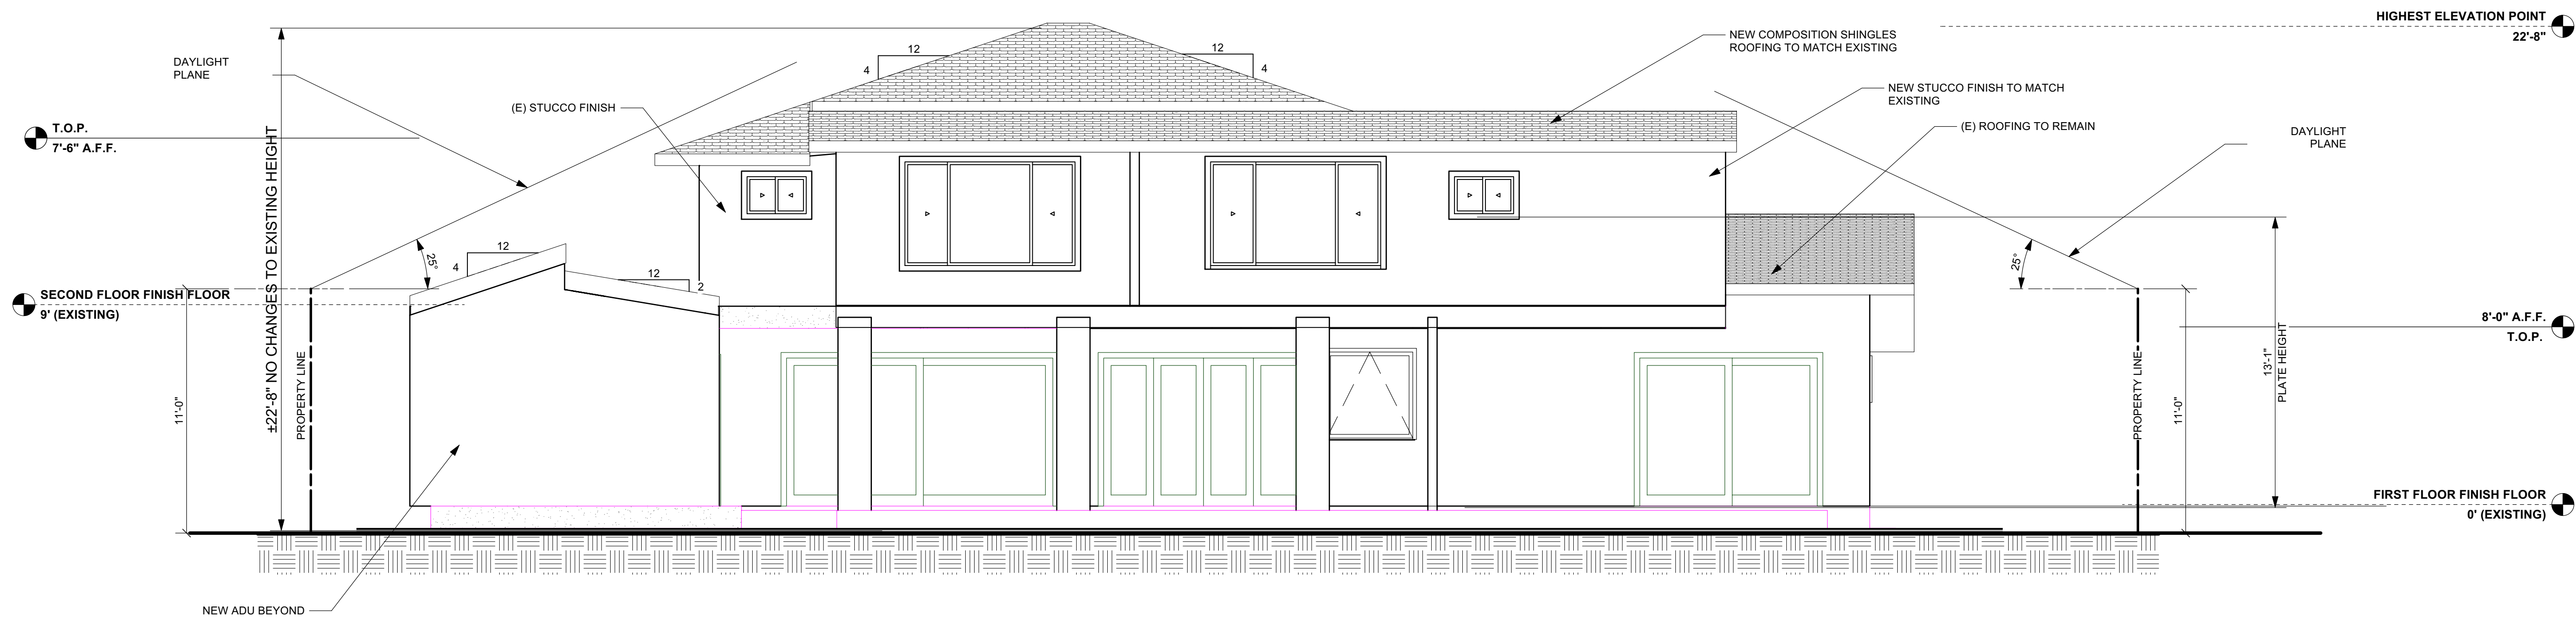 HIGHEST ELEVATION POINT
22'-8"
NEW COMPOSITION SHINGLES
ROOFING TO MATCH EXISTING
12
12
4
4
DAYLIGHT
PLANE
(E) STUCCO FINISH
NEW STUCCO FINISH TO MATCH
EXISTING
(E) ROOFING TO REMAIN
DAYLIGHT
PLANE
T.O.P.
7'-6" A.F.F.
±22'-8" NO CHANGES TO EXISTING HEIGHT
12
4
25°
12
2
25°
SECOND FLOOR FINISH FLOOR
9' (EXISTING)
8'-0" A.F.F.
T.O.P.
PROPERTY LINE
11'-0"
13'-1"
PLATE HEIGHT
PROPERTY LINE
11'-0"
FIRST FLOOR FINISH FLOOR
0' (EXISTING)
NEW ADU BEYOND